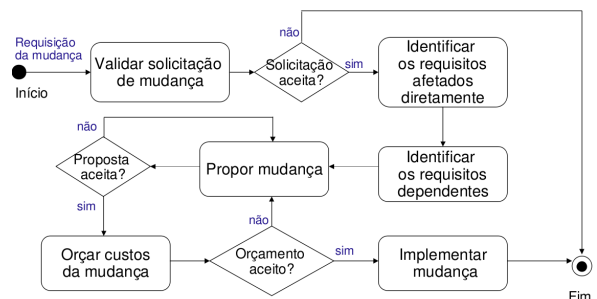 não
Requisição
da mudança
Início
Validar solicitação
de mudança
Solicitação
aceita?
sim
Identificar
os requisitos
afetados
diretamente
não
Proposta
aceita?
Propor mudança
Identificar
os requisitos
dependentes
sim
não
Orçar custos
da mudança
Orçamento
aceito?
sim
Implementar
mudança
Fim